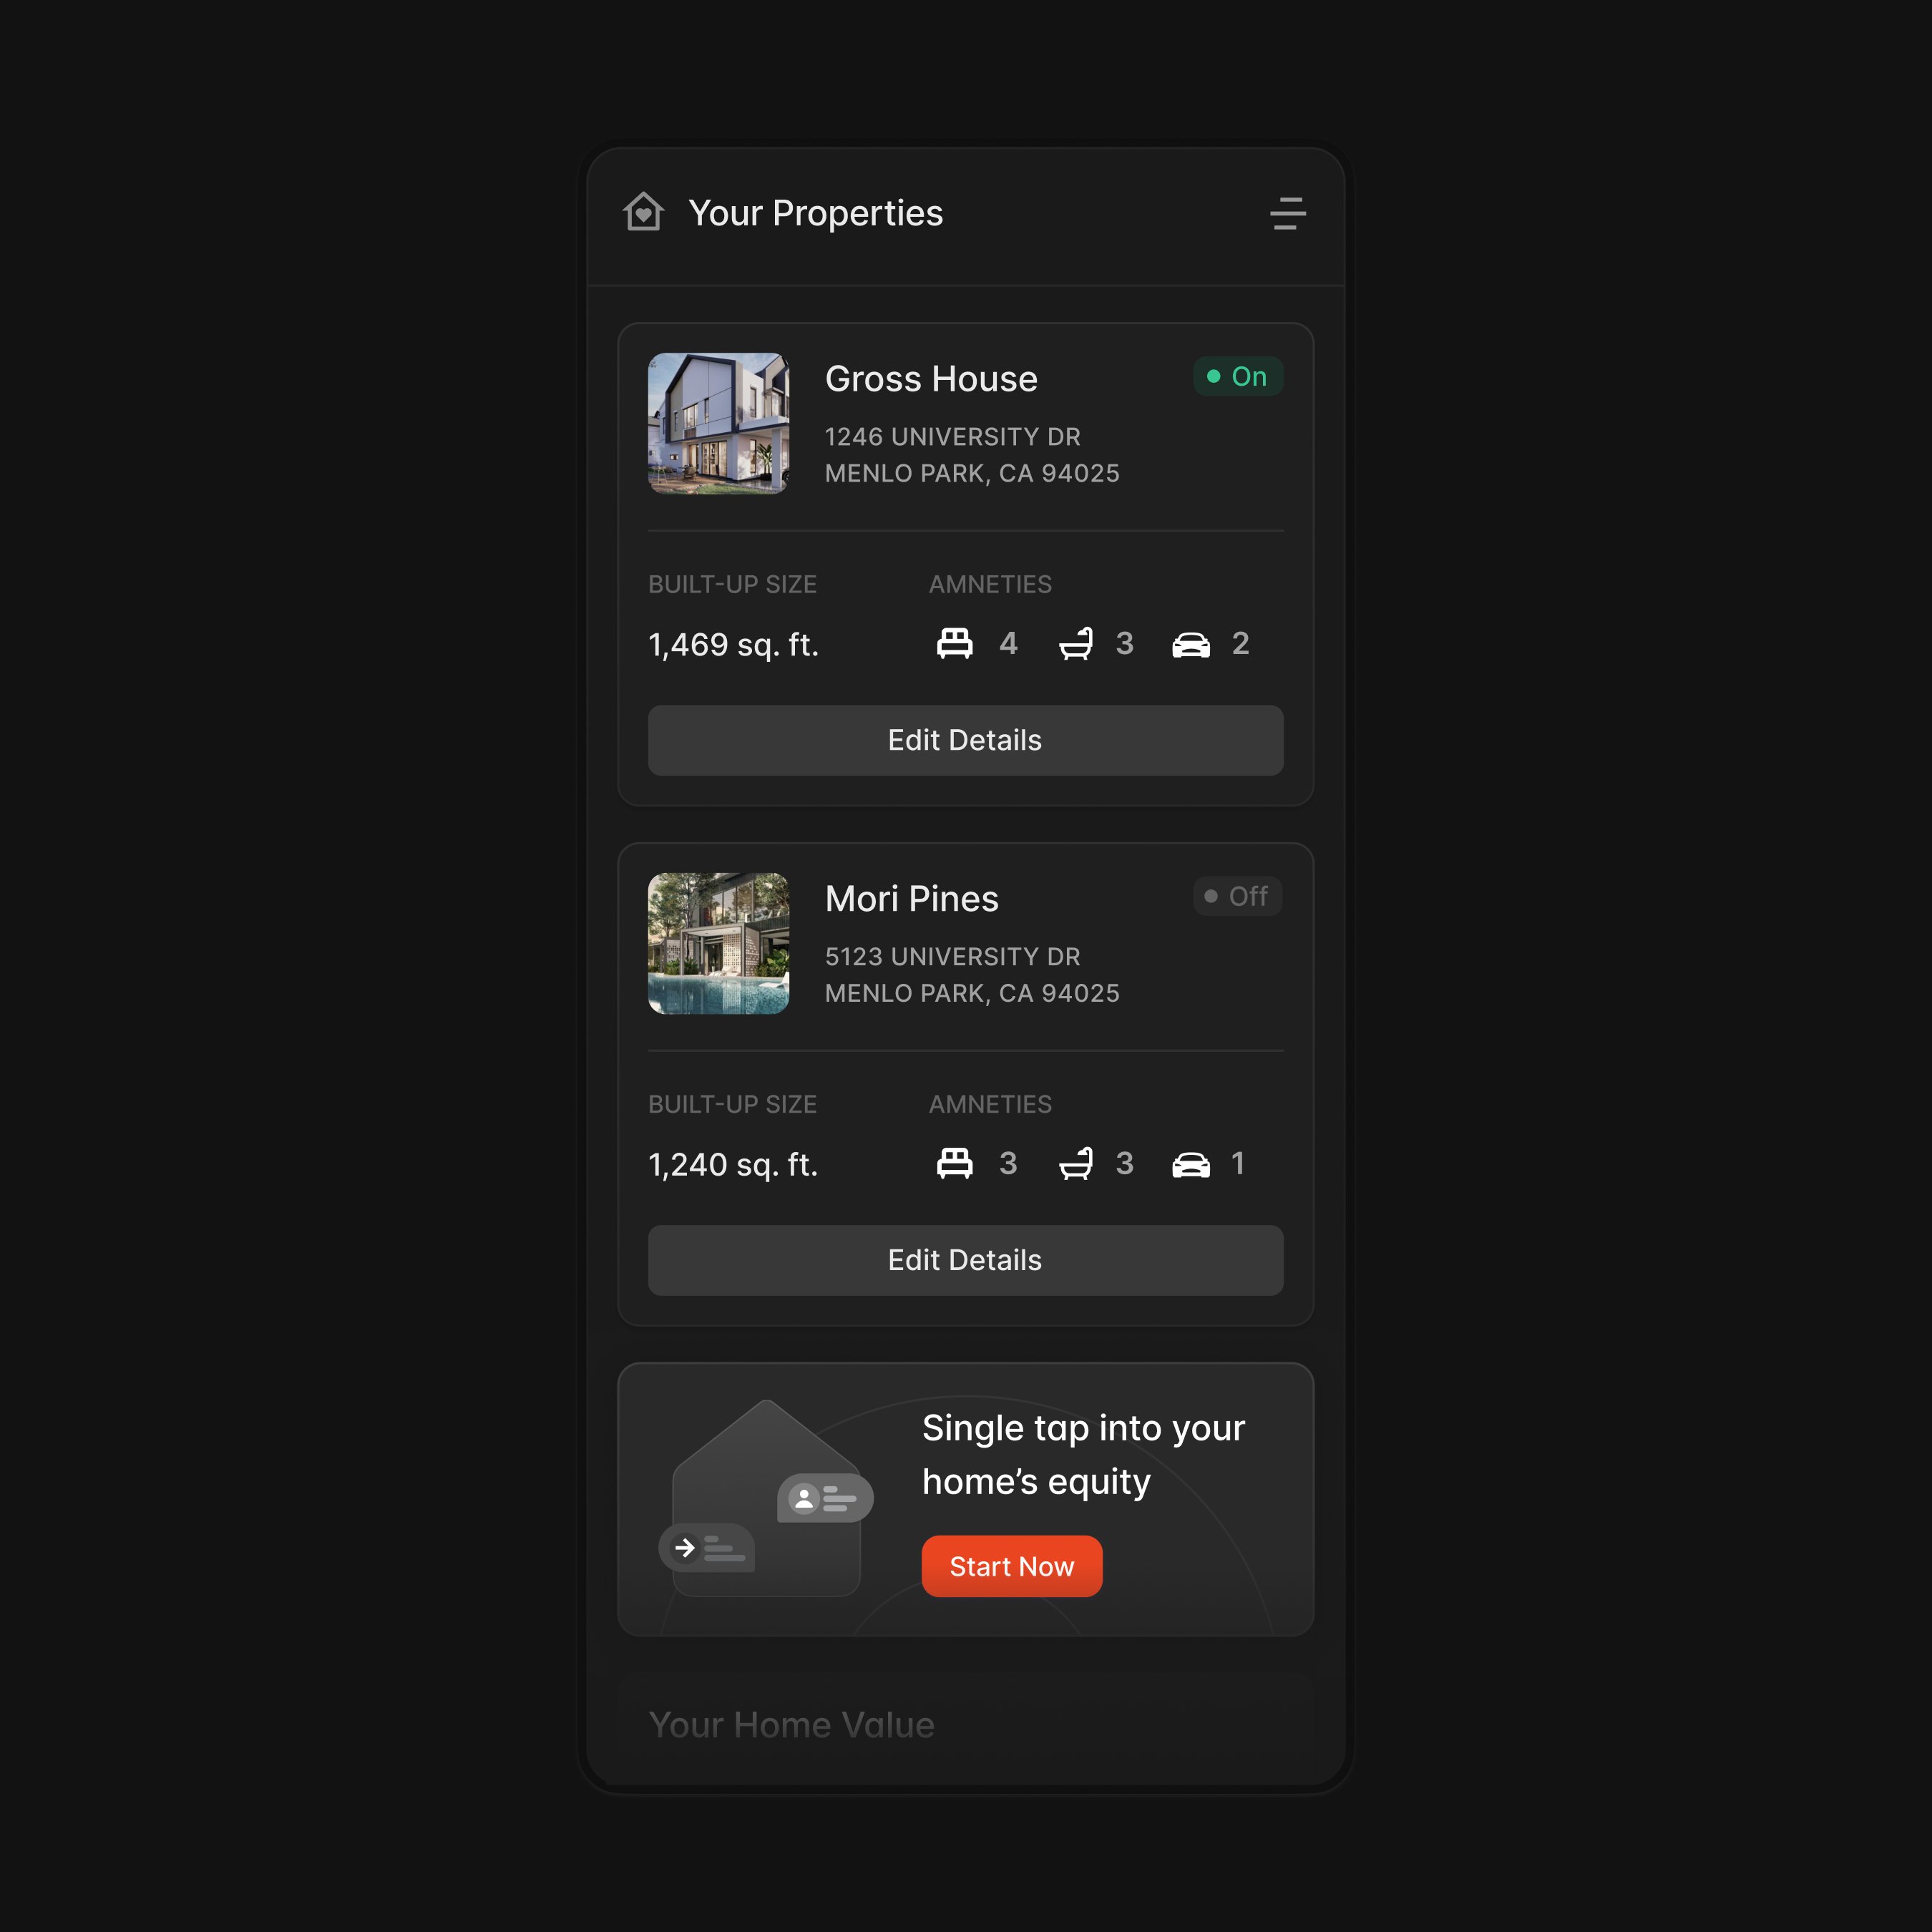 Your Properties
Gross House
On
1246 UNIVERSITY DR
MENLO PARK, CA 94025
BUILT-UP SIZE
AMNETIES
1,469 sq. ft.
4
3
2
Edit Details
Mori Pines
Off
5123 UNIVERSITY DR
MENLO PARK, CA 94025
BUILT-UP SIZE
AMNETIES
1,240 sq. ft.
3
3
1
Edit Details
Single tap into your
home’s equity
Start Now
Your Home Value